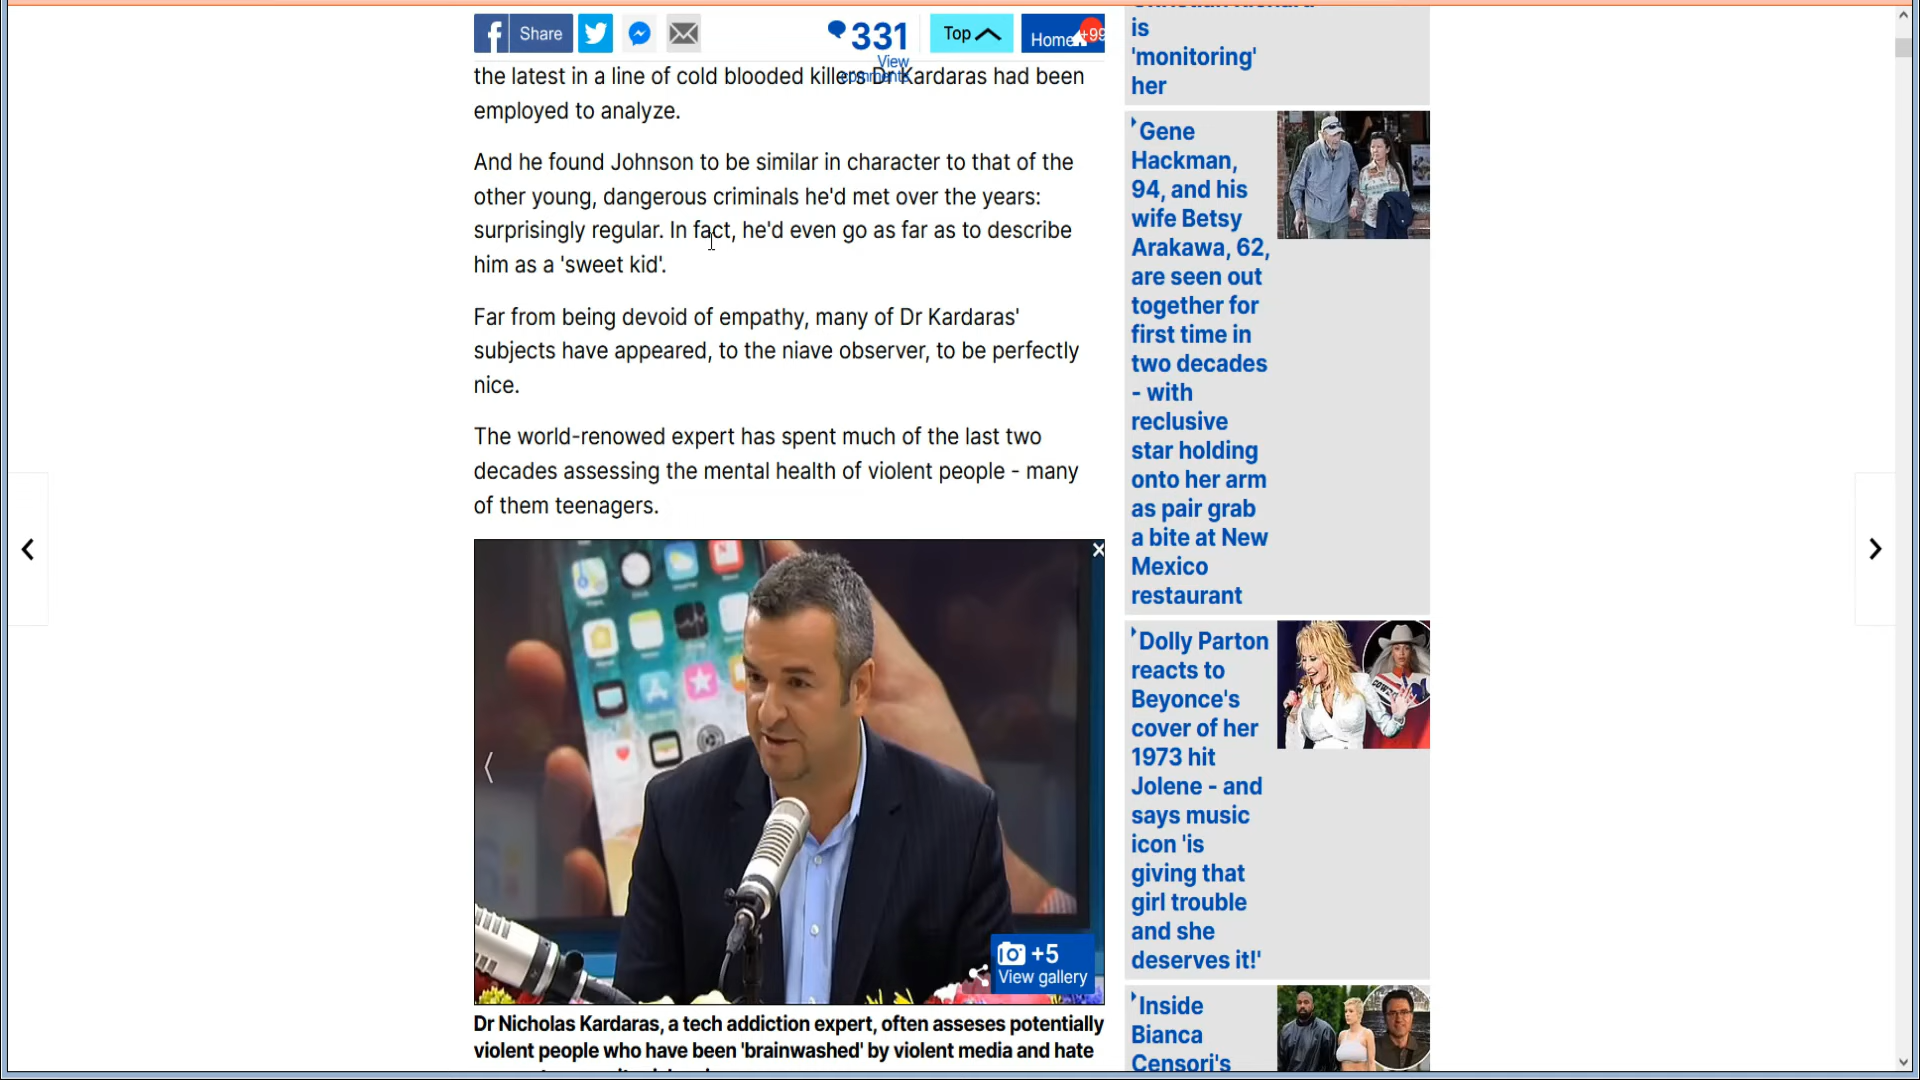 Share
331
View
comments
Top
Home
+99
the latest in a line of cold blooded killers Dr Kardaras had been
employed to analyze.
And he found Johnson to be similar in character to that of the
other young, dangerous criminals he'd met over the years:
surprisingly regular. In fact, he'd even go as far as to describe
him as a 'sweet kid'.
Far from being devoid of empathy, many of Dr Kardaras'
subjects have appeared, to the niave observer, to be perfectly
nice.
The world-renowed expert has spent much of the last two
decades assessing the mental health of violent people - many
of them teenagers.
+5
View gallery
Dr Nicholas Kardaras, a tech addiction expert, often asseses potentially
violent people who have been 'brainwashed' by violent media and hate
is
'monitoring'
her
Gene
Hackman,
94, and his
wife Betsy
Arakawa, 62,
are seen out
together for
first time in
two decades
- with
reclusive
star holding
onto her arm
as pair grab
a bite at New
Mexico
restaurant
Dolly Parton
reacts to
Beyonce's
cover of her
1973 hit
Jolene - and
says music
icon 'is
giving that
girl trouble
and she
deserves it!'
Inside
Bianca
Censori's